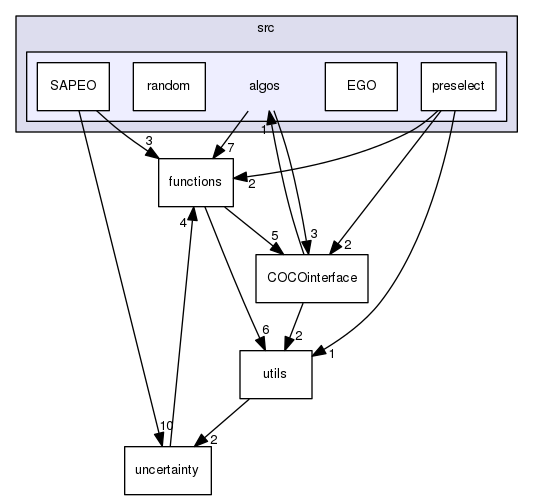 src
SAPEO random algos EGO preselect
1
3
7
functions
2
4
5
3
2
COCOinterface
6
2
1
utils
10
2
uncertainty